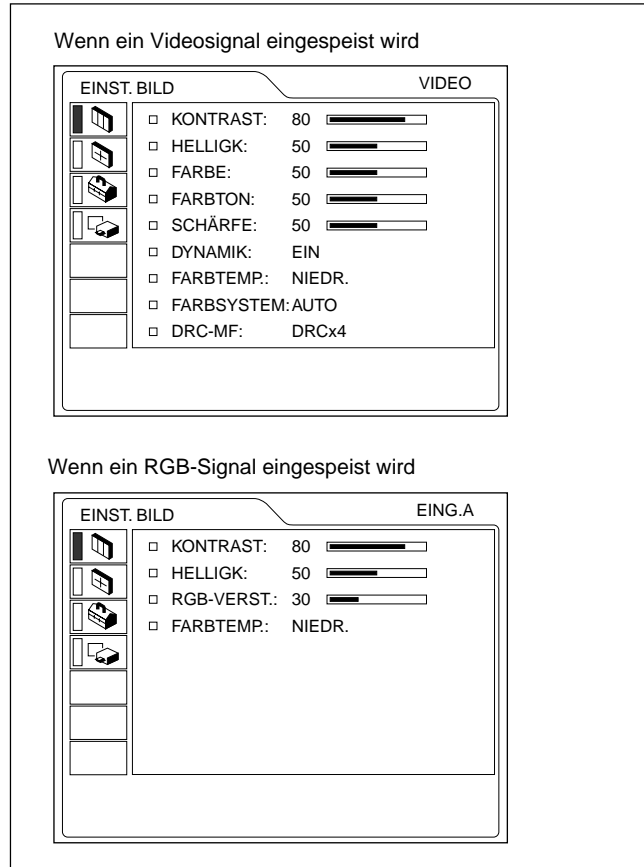 Wenn ein Videosignal eingespeist wird
EINST. BILD VIDEO
KONTRAST: 80
HELLIGK: 50
FARBE: 50
FARBTON: 50
SCHÄRFE: 50
DYNAMIK: EIN
FARBTEMP.: NIEDR.
FARBSYSTEM: AUTO
DRC-MF: DRCx4
Wenn ein RGB-Signal eingespeist wird
EINST. BILD EING.A
KONTRAST: 80
HELLIGK: 50
RGB-VERST.: 30
FARBTEMP.: NIEDR.